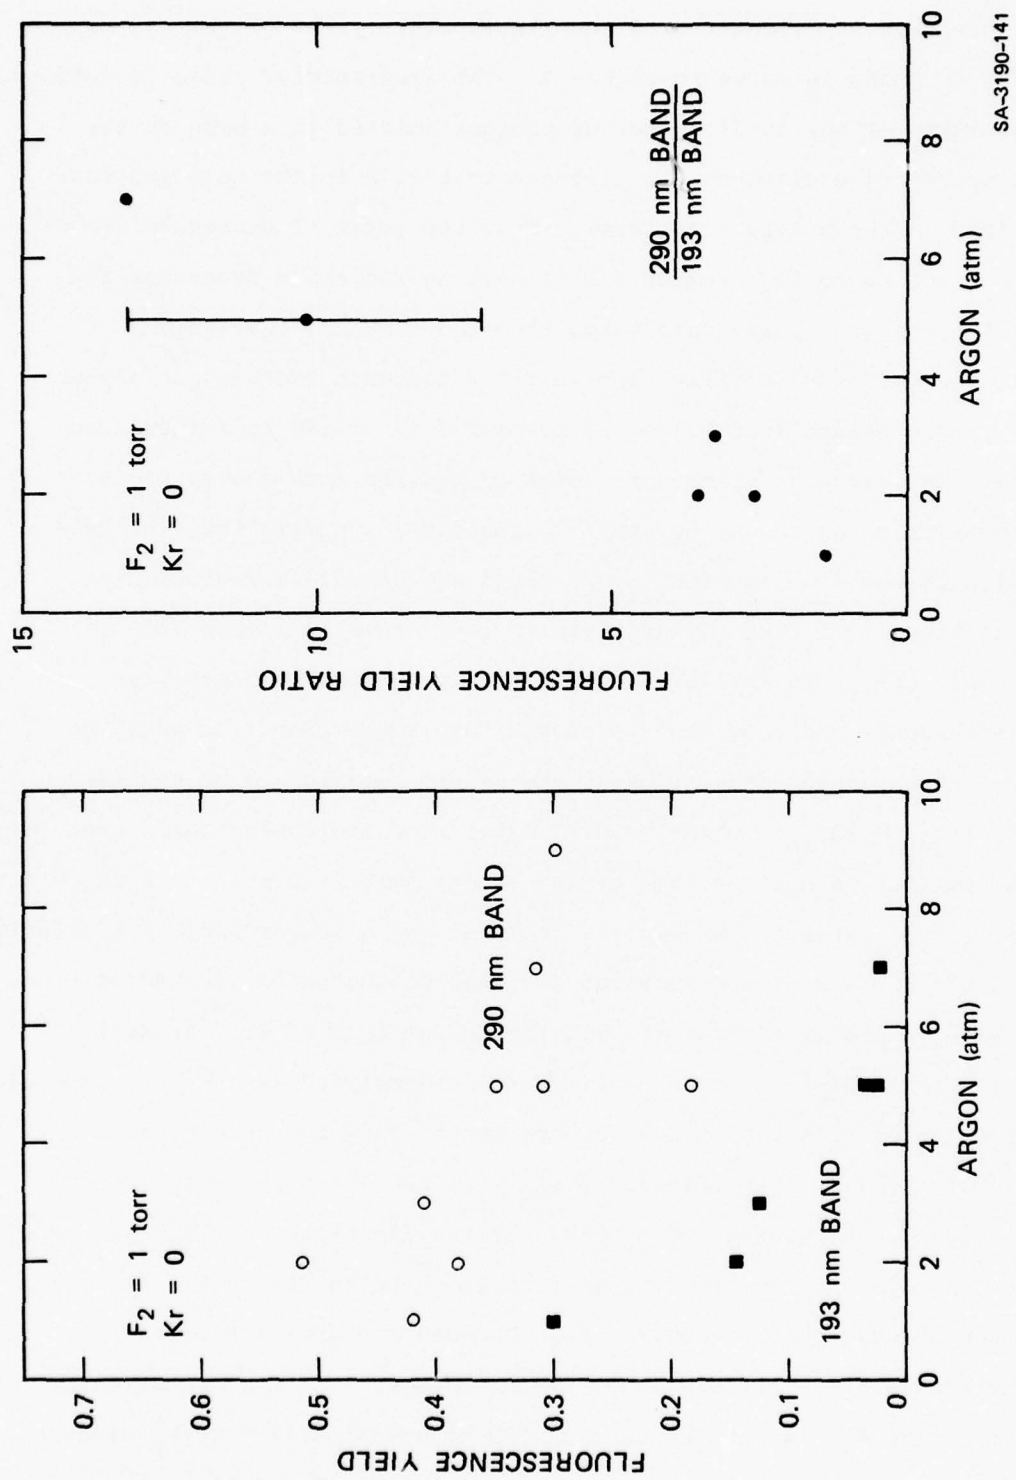 FLUORESCENCE YIELD
0.7
0.6
0.5
0.4
0.3
0.2
0.1
0
F2 = 1 torr
Kr = 0
290 nm BAND
193 nm BAND
0 2 4 6 8 10
ARGON (atm)
FLUORESCENCE YIELD RATIO
15
10
5
0
F2 = 1 torr
Kr = 0
290 nm BAND
193 nm BAND
0 2 4 6 8 10
ARGON (atm)
SA-3190-141